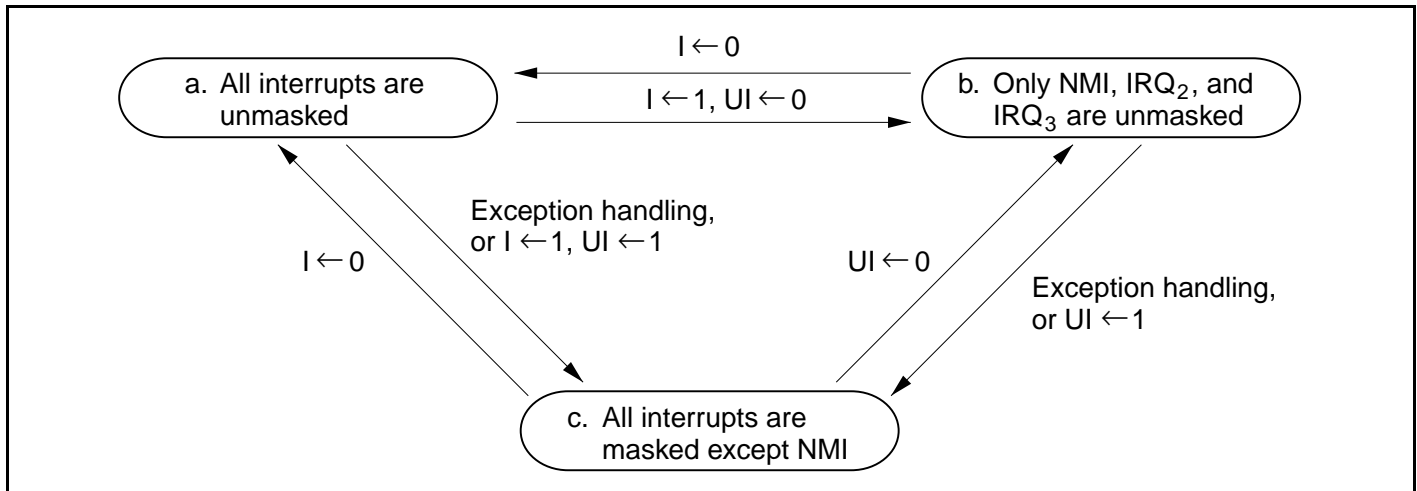 I ← 0
a. All interrupts are
unmasked
I ← 1, UI ← 0
b. Only NMI, IRQ2, and
IRQ3 are unmasked
Exception handling,
or I ← 1, UI ← 1
I ← 0
UI ← 0
Exception handling,
or UI ← 1
c. All interrupts are
masked except NMI